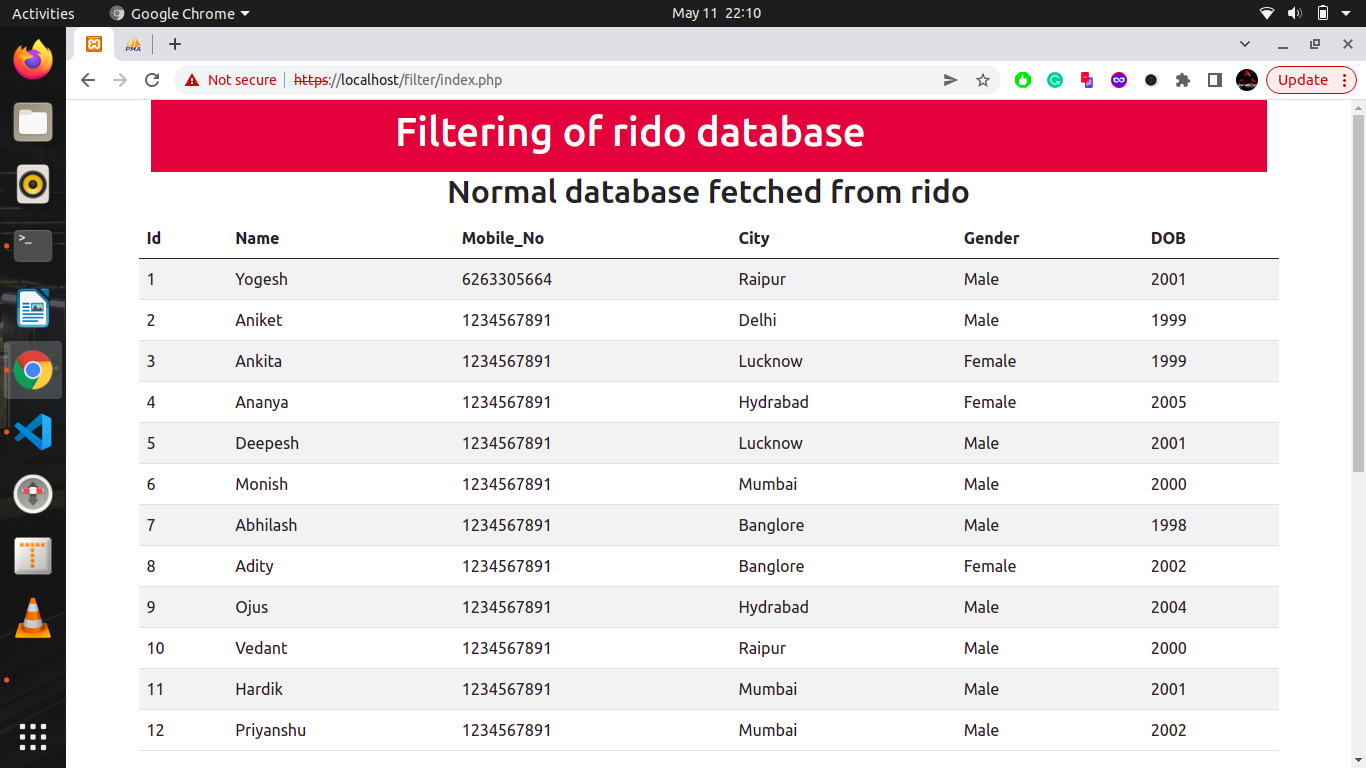 Activities Google Chrome May 11 22:10
PMA
Not secure https://localhost/filter/index.php Update
Filtering of rido database
Normal database fetched from rido
Id Name Mobile_No City Gender DOB
1 Yogesh 6263305664 Raipur Male 2001
2 Aniket 1234567891 Delhi Male 1999
3 Ankita 1234567891 Lucknow Female 1999
4 Ananya 1234567891 Hydrabad Female 2005
5 Deepesh 1234567891 Lucknow Male 2001
6 Monish 1234567891 Mumbai Male 2000
7 Abhilash 1234567891 Banglore Male 1998
8 Adity 1234567891 Banglore Female 2002
9 Ojus 1234567891 Hydrabad Male 2004
10 Vedant 1234567891 Raipur Male 2000
11 Hardik 1234567891 Mumbai Male 2001
12 Priyanshu 1234567891 Mumbai Male 2002